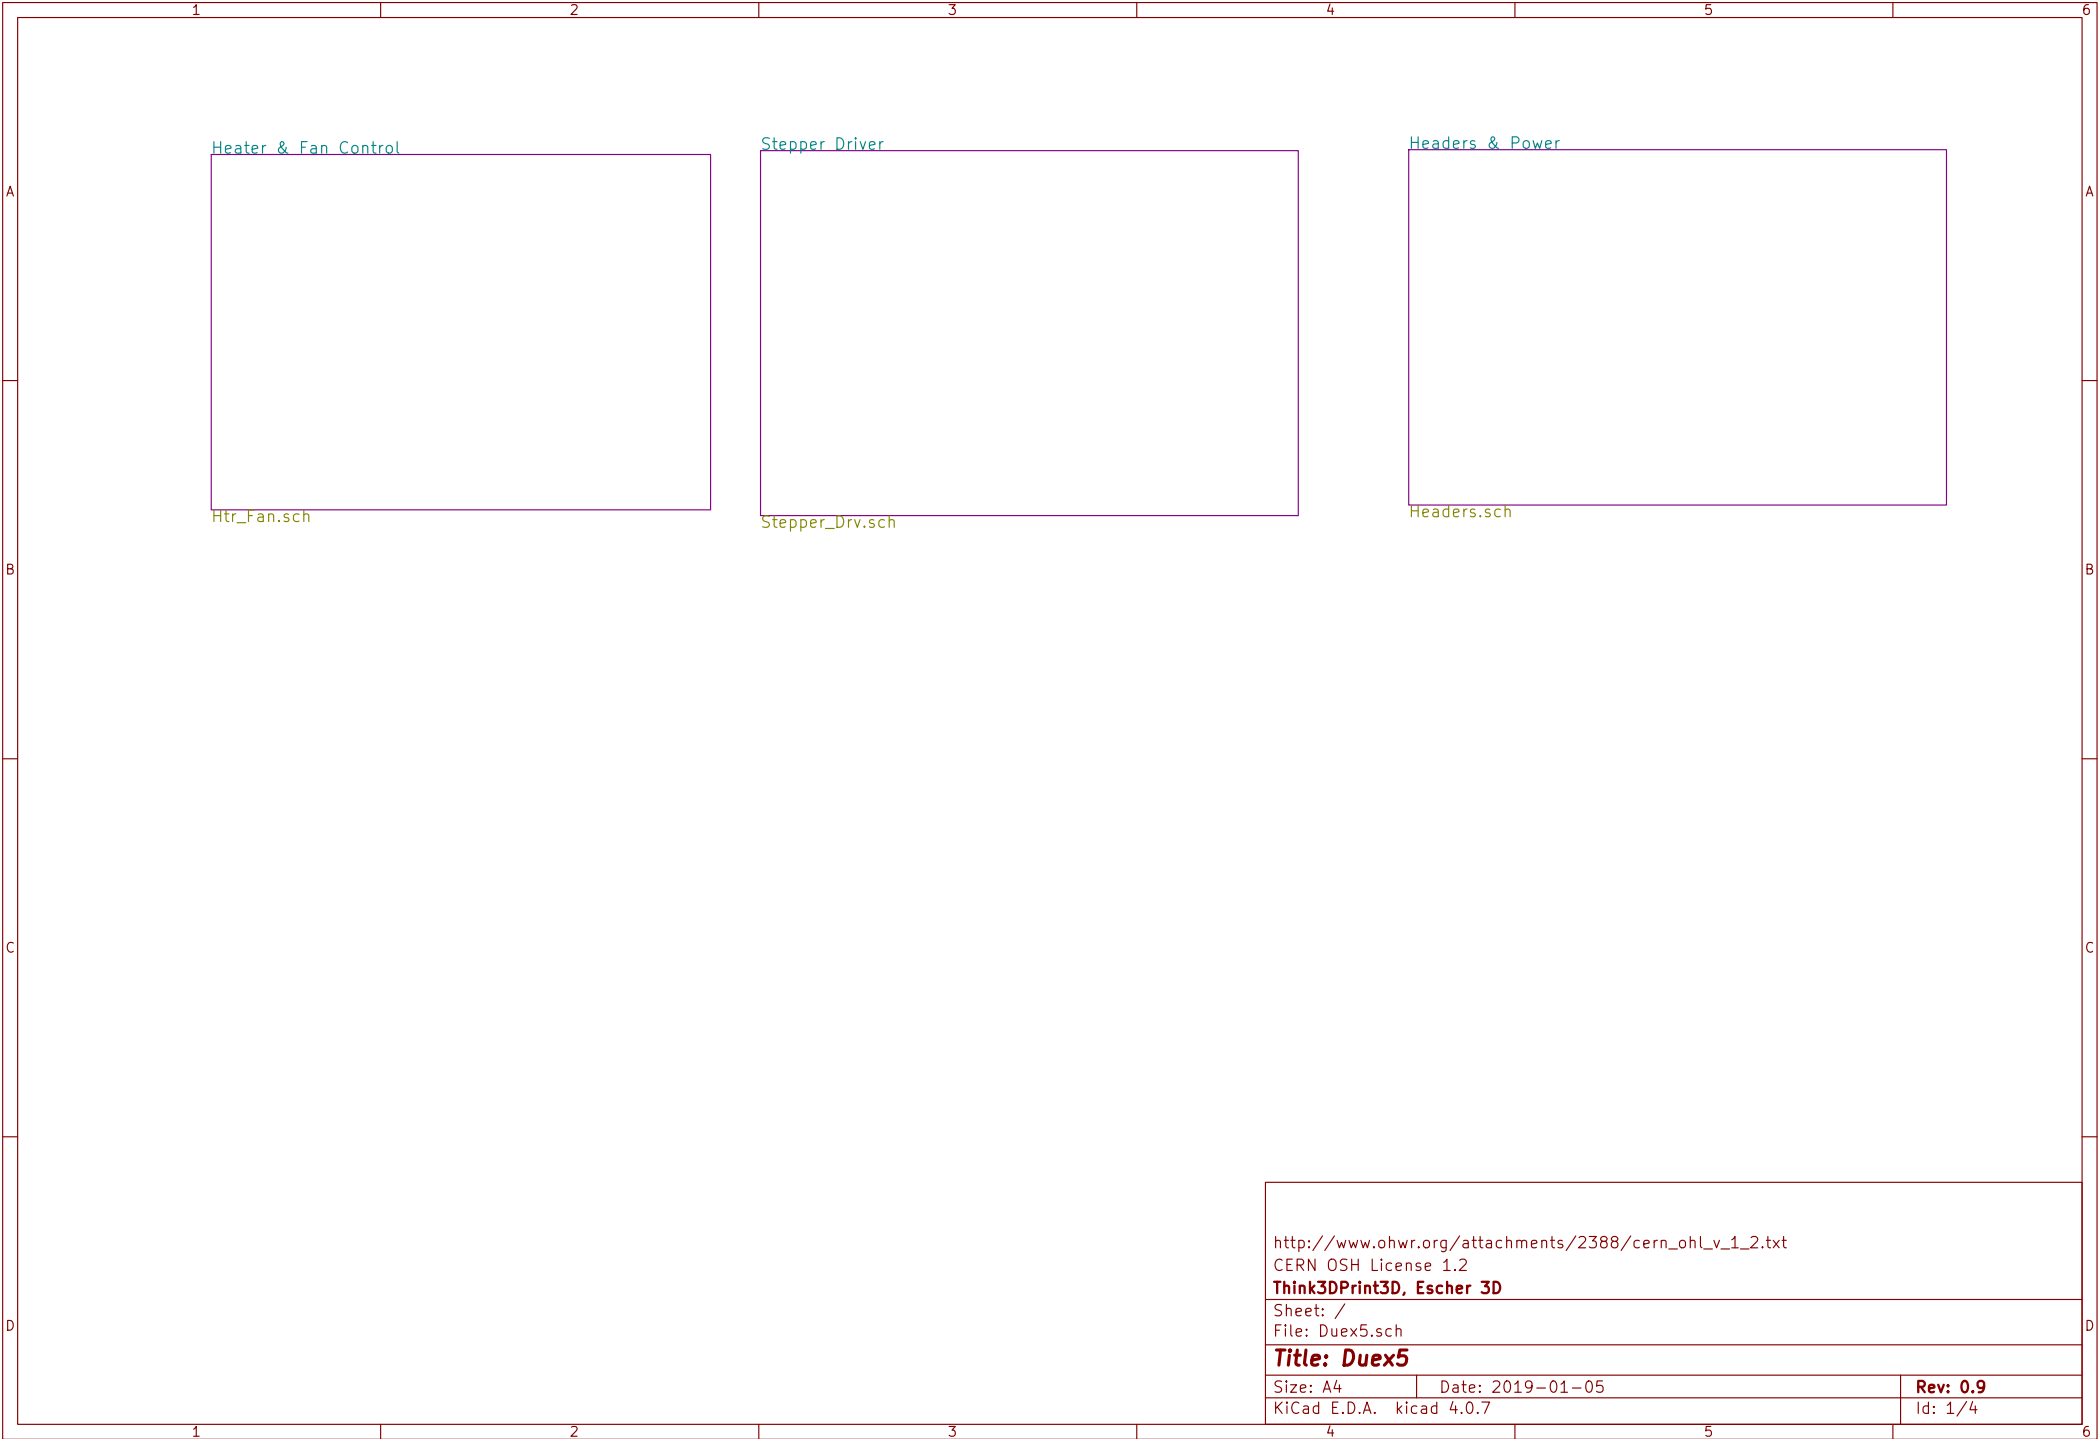 1 2 3 4 5 6
Heater & Fan Control
Stepper Driver
Headers & Power
A A
Htr_Fan.sch
Stepper_Drv.sch
Headers.sch
B B
C C
http://www.ohwr.org/attachments/2388/cern_ohl_v_1_2.txt
CERN OSH License 1.2
Think3DPrint3D, Escher 3D
Sheet: /
File: Duex5.sch
D D
Title: Duex5
Size: A4 Date: 2019-01-05 Rev: 0.9
KiCad E.D.A. kicad 4.0.7 Id: 1/4
1 2 3 4 5 6